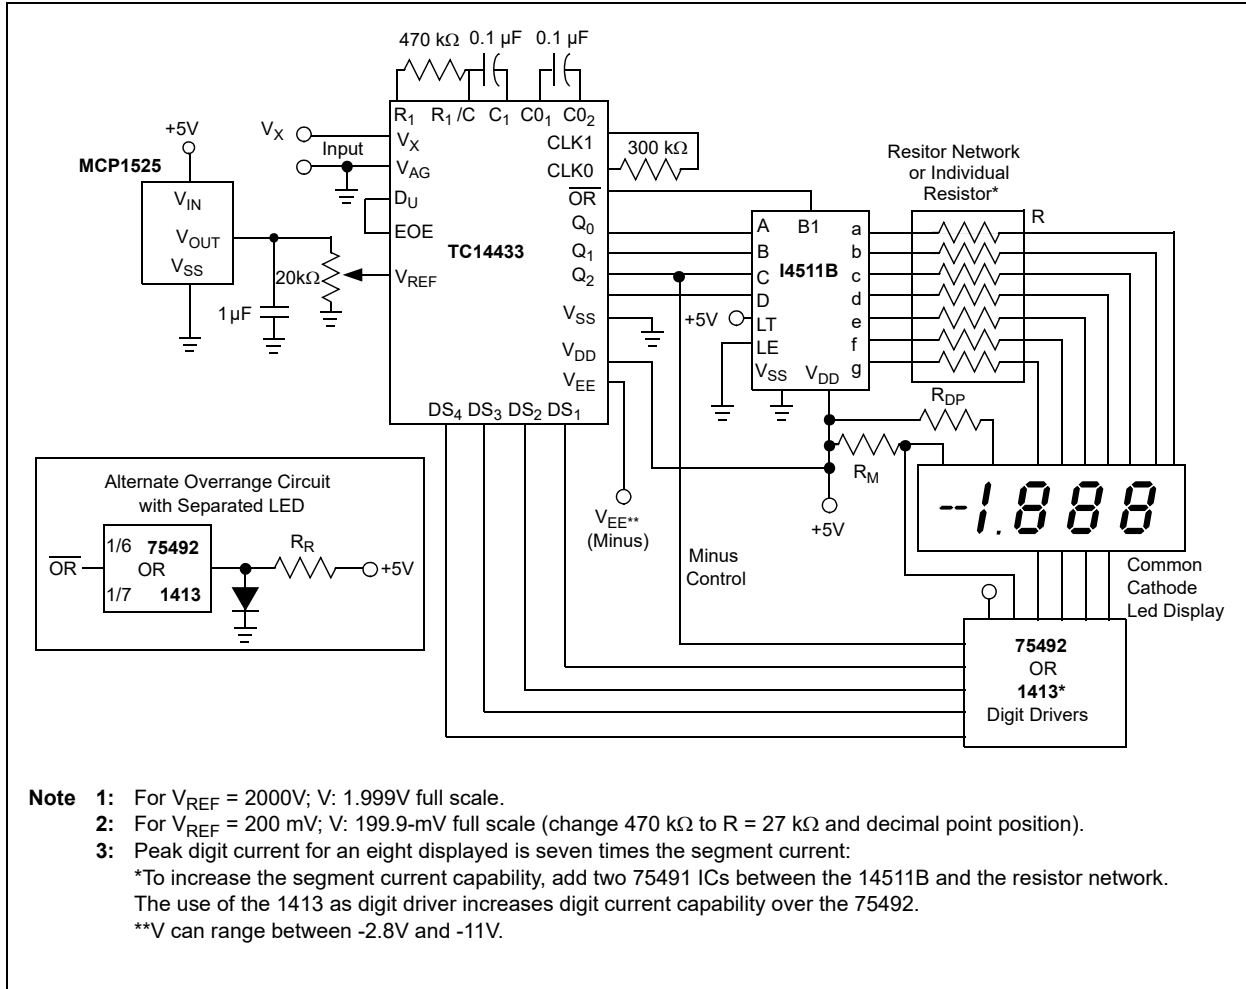 470 kΩ 0.1 µF 0.1 µF
R1 R1 /C C1 C01 C02
VX
Input
VX
VAG
DU
EOE
VREF
TC14433
CLK1
CLK0
300 kΩ
OR
Q0
Q1
Q2
VSS
VDD
VEE
DS4 DS3 DS2 DS1
+5V
MCP1525
VIN
VOUT
VSS
20kΩ
1µF
A B1 a
B b
C I4511B c
D d
LT e
LE f
VSS VDD g
+5V
Resitor Network
or Individual
Resistor*
R
RDP
RM
+5V
VEE**
(Minus)
Minus
Control
-1.888
Common
Cathode
Led Display
75492
OR
1413*
Digit Drivers
Alternate Overrange Circuit
with Separated LED
OR
1/6 75492
OR
1/7 1413
RR
+5V
Note 1: For VREF = 2000V; V: 1.999V full scale.
2: For VREF = 200 mV; V: 199.9-mV full scale (change 470 kΩ to R = 27 kΩ and decimal point position).
3: Peak digit current for an eight displayed is seven times the segment current:
*To increase the segment current capability, add two 75491 ICs between the 14511B and the resistor network.
The use of the 1413 as digit driver increases digit current capability over the 75492.
**V can range between -2.8V and -11V.